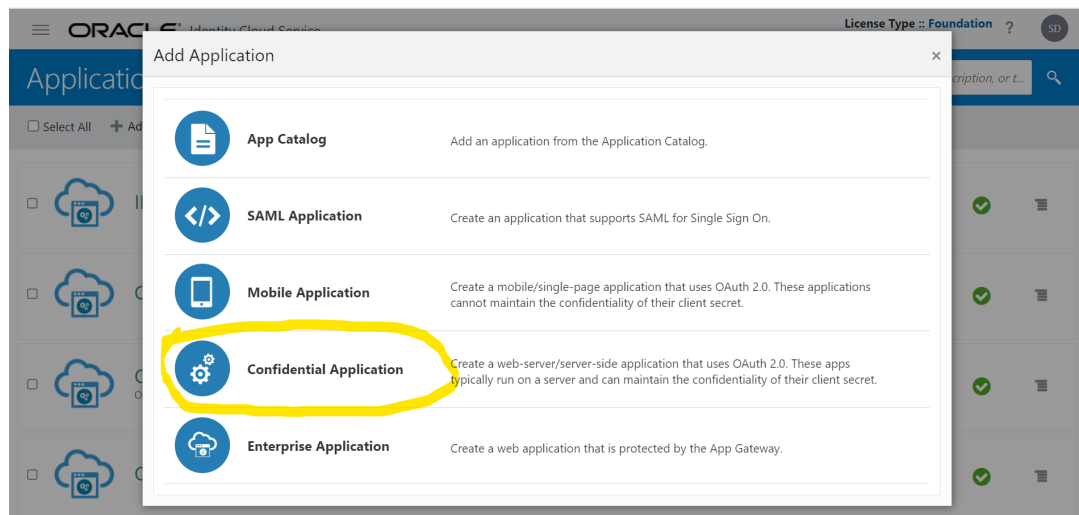 ORACLE Identity Cloud Service
License Type :: Foundation ?
SD
Add Application ×
Applicatio
cription, or t...
Select All + Ad
App Catalog
Add an application from the Application Catalog.
SAML Application
Create an application that supports SAML for Single Sign On.
Mobile Application
Create a mobile/single-page application that uses OAuth 2.0. These applications
cannot maintain the confidentiality of their client secret.
Confidential Application
Create a web-server/server-side application that uses OAuth 2.0. These apps
typically run on a server and can maintain the confidentiality of their client secret.
Enterprise Application
Create a web application that is protected by the App Gateway.